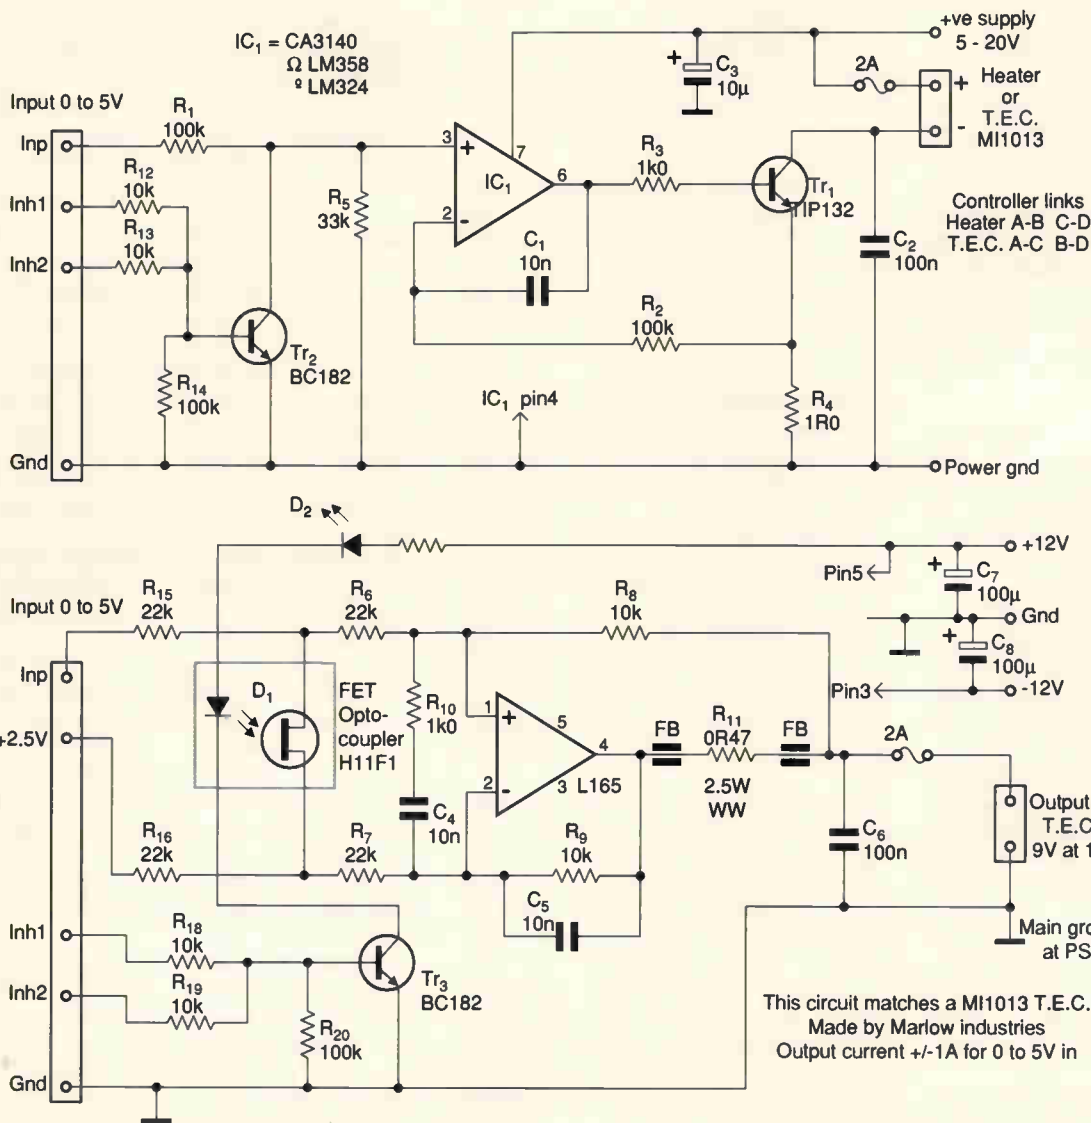 IC1 = CA3140
Ω LM358
º LM324
+ve supply
5 - 20V
Input 0 to 5V
R1
100k
+
C3
10µ
2A
+
Heater
or
T.E.C.
MI1013
-
Inp
R12
10k
Inh1
R13
10k
Inh2
R5
33k
3
+
7
IC1
6
2
-
R3
1k0
Tr1
TIP132
Controller links
Heater A-B C-D
T.E.C. A-C B-D
C1
10n
C2
100n
R2
100k
Tr2
BC182
R14
100k
IC1 pin4
R4
1R0
Gnd
Power gnd
D2
+12V
Pin5
+
C7
100µ
Gnd
+
C8
100µ
Pin3
-12V
Input 0 to 5V
R15
22k
R6
22k
R8
10k
Inp
D1
FET
Opto-
coupler
H11F1
R10
1k0
+2.5V
1
+
5
4
2
-
3
L165
FB
R11
0R47
2.5W
WW
FB
2A
C4
10n
R16
22k
R7
22k
R9
10k
C6
100n
Output
T.E.C
9V at 1
C5
10n
Inh1
R18
10k
Inh2
R19
10k
Tr3
BC182
R20
100k
Main gro
at PS
This circuit matches a MI1013 T.E.C.
Made by Marlow industries
Output current +/-1A for 0 to 5V in
Gnd